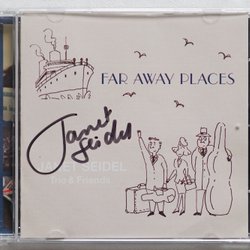 FAR AWAY PLACES
Janet
Seidel
JANET SEIDEL
Trio & Friends